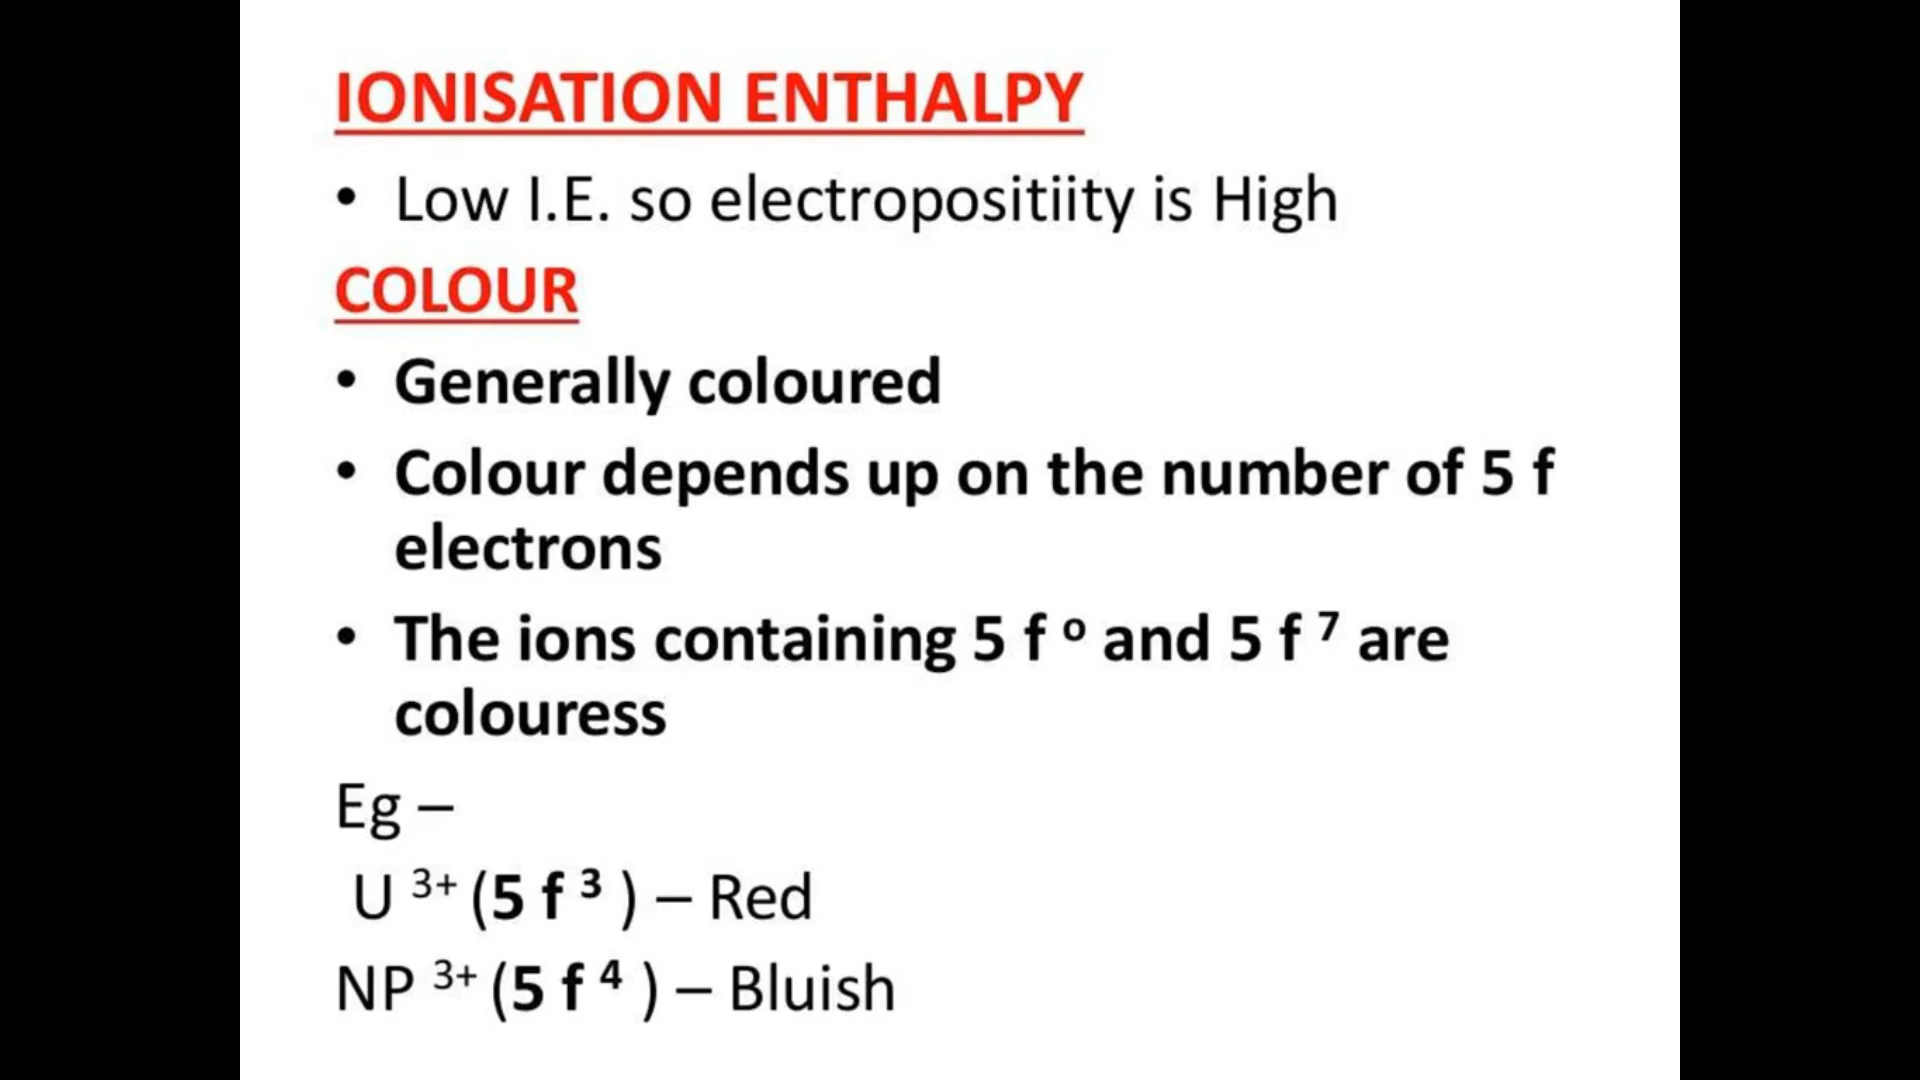 IONISATION ENTHALPY
• Low I.E. so electropositiity is High
COLOUR
• Generally coloured
• Colour depends up on the number of 5 f
electrons
• The ions containing 5 f ⁰ and 5 f ⁷ are
colouress
Eg –
U ³⁺ (5 f ³ ) – Red
NP ³⁺ (5 f ⁴ ) – Bluish